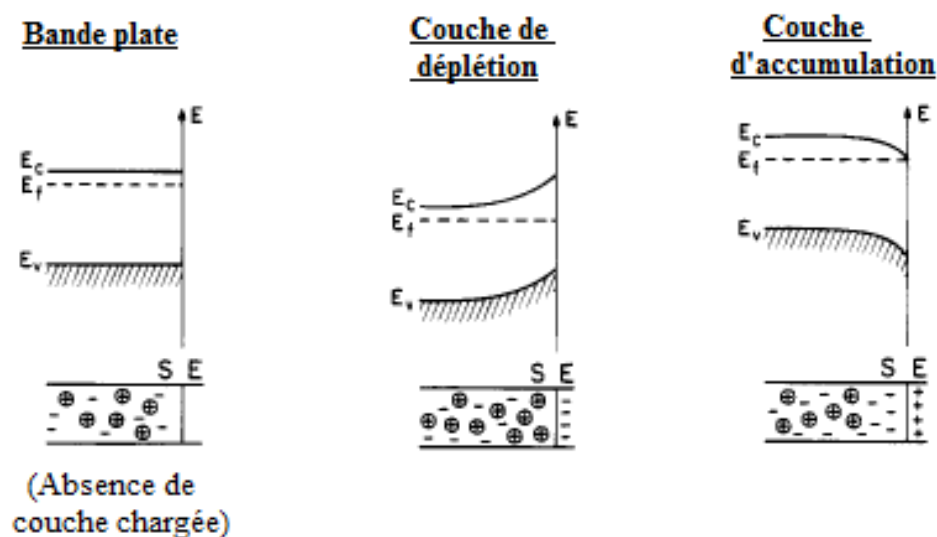 Bande plate
Couche de
déplétion
Couche
d'accumulation
E
Ec
Ef
Ev
S E
E
Ec
Ef
Ev
S E
E
Ec
Ef
Ev
S E
(Absence de
couche chargée)